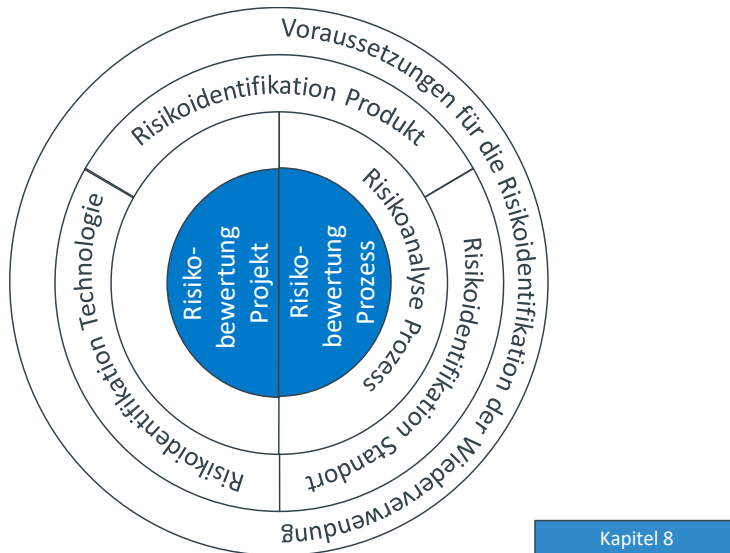 Voraussetzungen für die Risikoidentifikation der Wiederverwendung
Risikoidentifikation Produkt
Risikoidentifikation Technologie
Risikoidentifikation Standort
Risikoanalyse Prozess
Risiko-
bewertung
Projekt
Risiko-
bewertung
Prozess
Kapitel 8